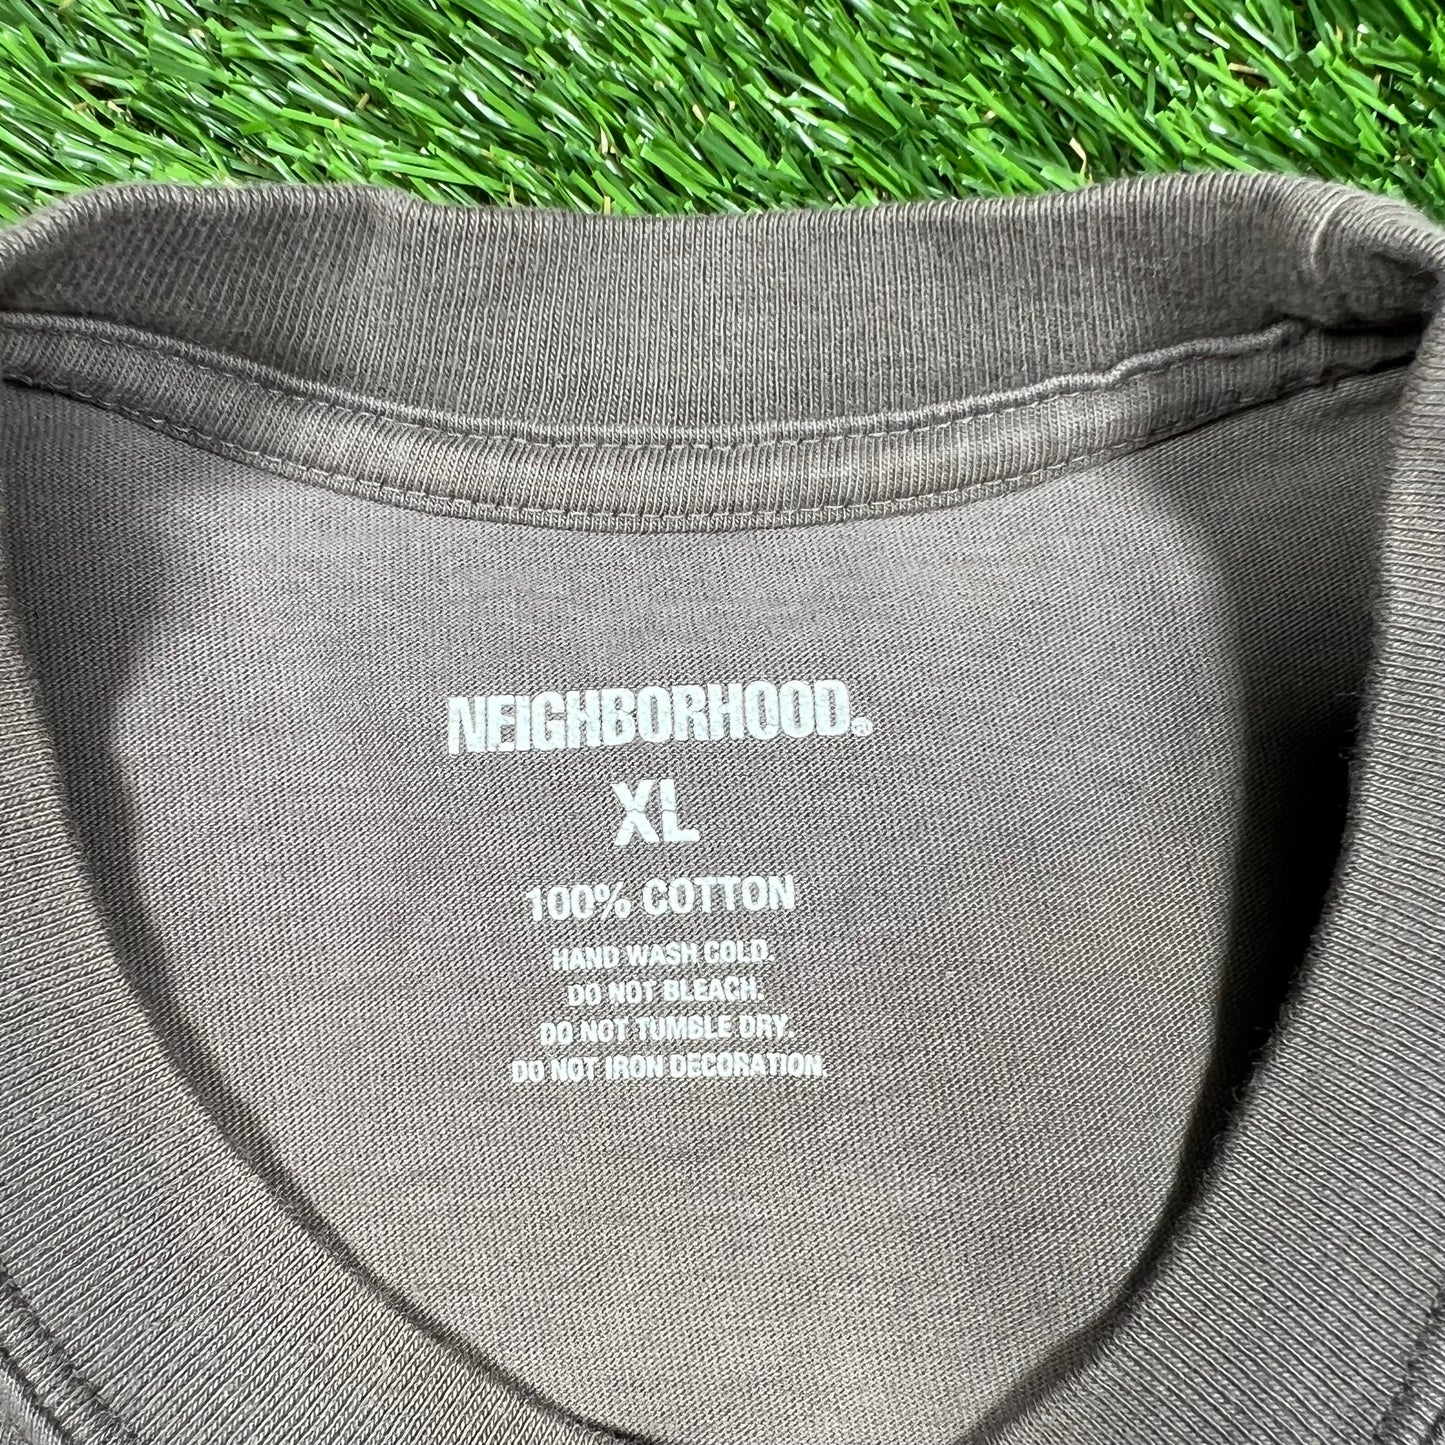 NEIGHBORHOOD®
XL
100% COTTON
HAND WASH COLD.
DO NOT BLEACH.
DO NOT TUMBLE DRY.
DO NOT IRON DECORATION.